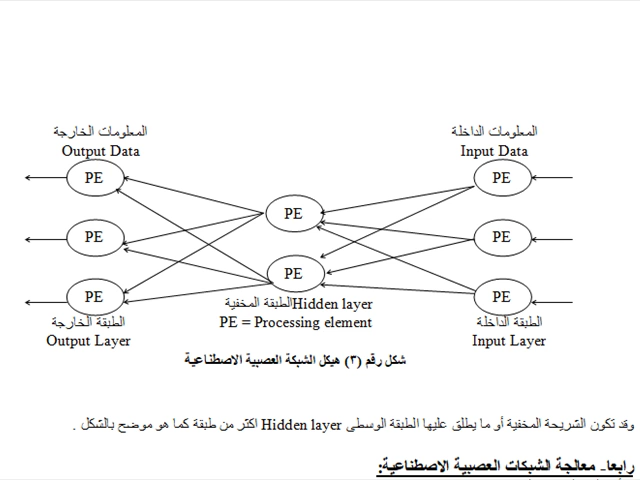 المعلومات الداخلة
Input Data
المعلومات الخارجة
Output Data
PE
PE
PE
PE
PE
PE
PE
PE
الطبقة الداخلة
Input Layer
الطبقة المخفية Hidden layer
PE = Processing element
الطبقة الخارجة
Output Layer
شكل رقم (٣) هيكل الشبكة العصبية الاصطناعية
وقد تكون الشريحة المخفية أو ما يطلق عليها الطبقة الوسطى Hidden layer اكثر من طبقة كما هو موضح بالشكل .
رابعا- معالجة الشبكات العصبية الاصطناعية: